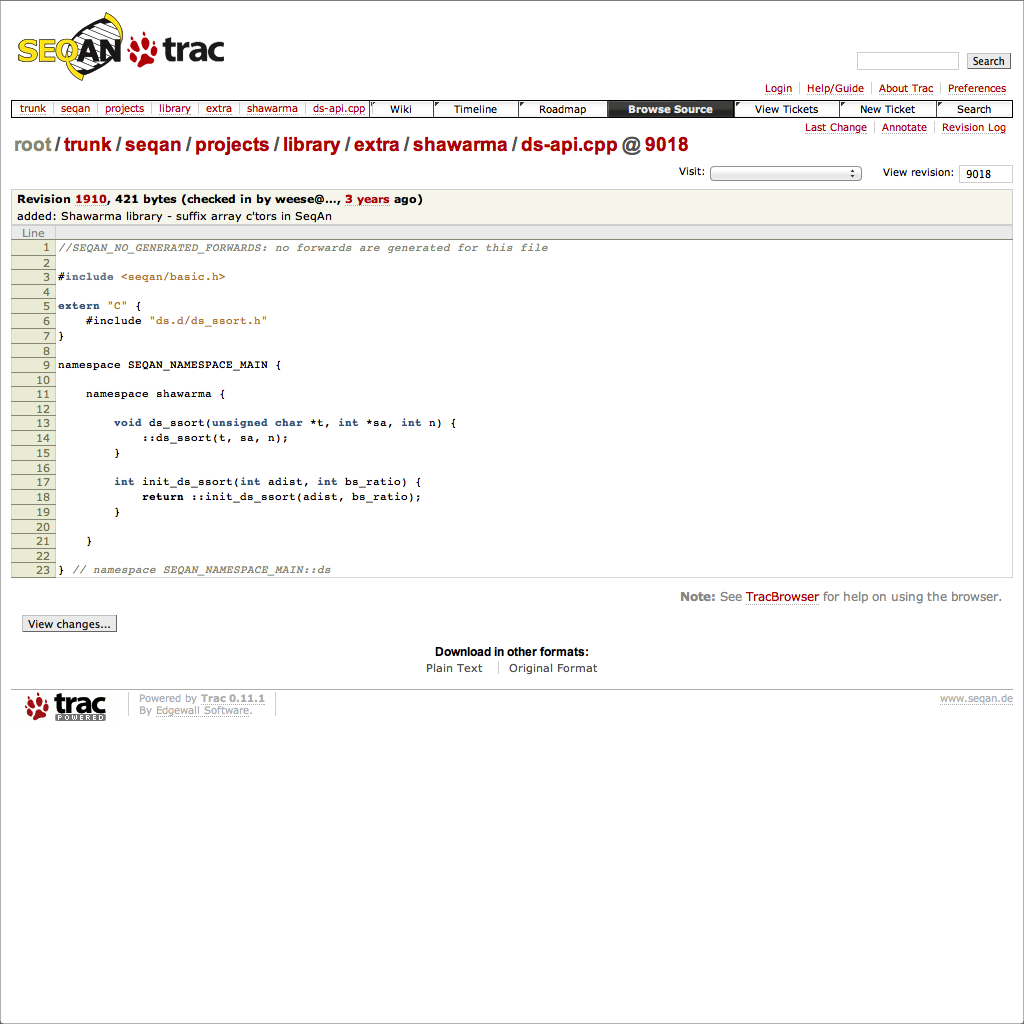 SEQAN trac
Search
Login Help/Guide About Trac Preferences
trunk seqan projects library extra shawarma ds-api.cpp Wiki Timeline Roadmap Browse Source View Tickets New Ticket Search
Last Change Annotate Revision Log
root / trunk / seqan / projects / library / extra / shawarma / ds-api.cpp @ 9018
Visit: View revision: 9018
Revision 1910, 421 bytes (checked in by weese@…, 3 years ago)
added: Shawarma library - suffix array c'tors in SeqAn
Line
1 //SEQAN_NO_GENERATED_FORWARDS: no forwards are generated for this file
2
3 #include <seqan/basic.h>
4
5 extern "C" {
6     #include "ds.d/ds_ssort.h"
7 }
8
9 namespace SEQAN_NAMESPACE_MAIN {
10
11     namespace shawarma {
12
13         void ds_ssort(unsigned char *t, int *sa, int n) {
14             ::ds_ssort(t, sa, n);
15         }
16
17         int init_ds_ssort(int adist, int bs_ratio) {
18             return ::init_ds_ssort(adist, bs_ratio);
19         }
20
21     }
22
23 } // namespace SEQAN_NAMESPACE_MAIN::ds
Note: See TracBrowser for help on using the browser.
View changes...
Download in other formats:
Plain Text Original Format
trac POWERED
Powered by Trac 0.11.1
By Edgewall Software.
www.seqan.de